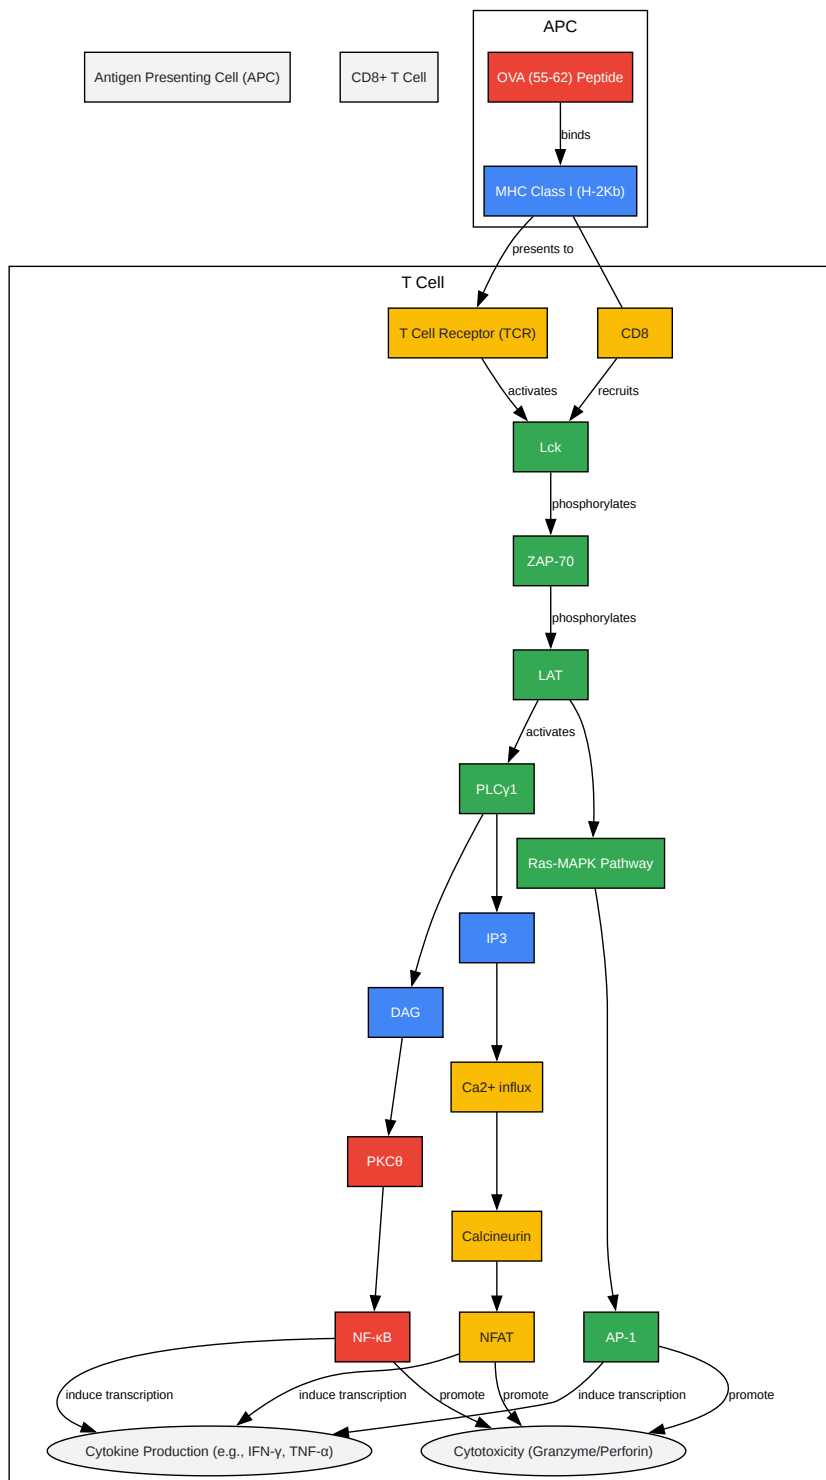 APC
Antigen Presenting Cell (APC)
CD8+ T Cell
OVA (55-62) Peptide
binds
MHC Class I (H-2Kb)
presents to
T Cell
T Cell Receptor (TCR)
CD8
activates
recruits
Lck
phosphorylates
ZAP-70
phosphorylates
LAT
activates
PLCγ1
Ras-MAPK Pathway
IP3
DAG
Ca2+ influx
PKCθ
Calcineurin
NF-κB
NFAT
AP-1
induce transcription
induce transcription
promote
promote
induce transcription
promote
Cytokine Production (e.g., IFN-γ, TNF-α)
Cytotoxicity (Granzyme/Perforin)